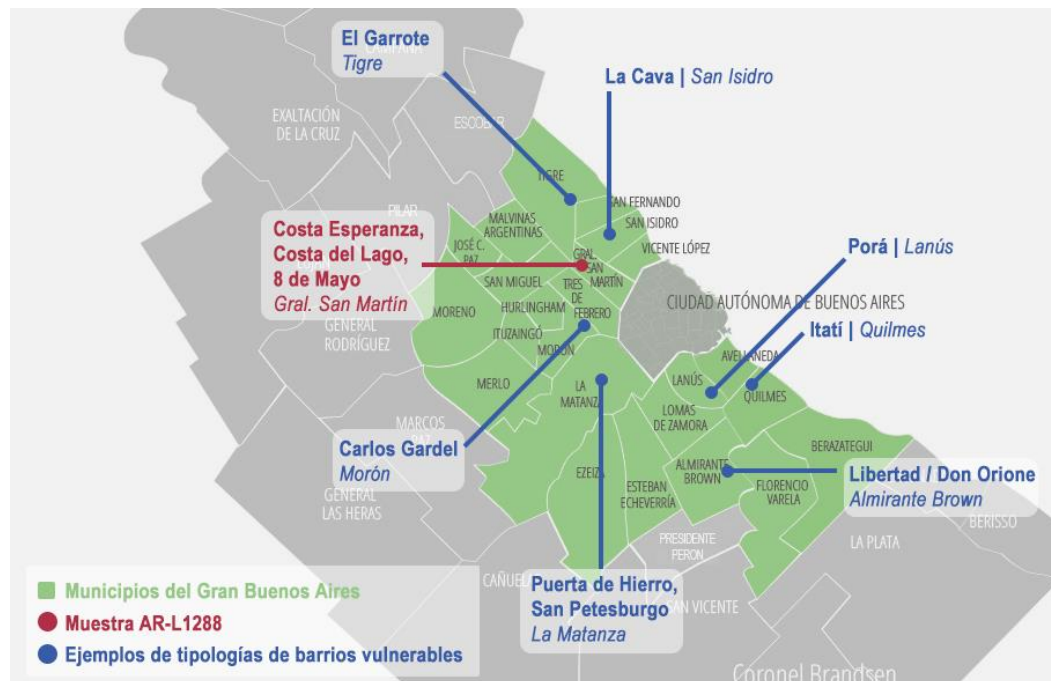 El Garrote
Tigre
CAMPANA
La Cava | San Isidro
EXALTACIÓN
DE LA CRUZ
ESCOBAR
TIGRE
SAN FERNANDO
PILAR
MALVINAS
ARGENTINAS
SAN ISIDRO
Costa Esperanza,
Costa del Lago,
8 de Mayo
Gral. San Martín
JOSÉ C.
PAZ
VICENTE LÓPEZ
GRAL.
SAN
MARTÍN
Porá | Lanús
LUJÁN
SAN MIGUEL
TRES
DE
FEBRERO
CIUDAD AUTÓNOMA DE BUENOS AIRES
MORENO
HURLINGHAM
GENERAL
RODRÍGUEZ
ITUZAINGÓ
Itatí | Quilmes
MORÓN
AVELLANEDA
MERLO
LA
MATANZA
LANÚS
QUILMES
MARCOS
PAZ
LOMAS
DE ZAMORA
Carlos Gardel
Morón
BERAZATEGUI
EZEIZA
ESTEBAN
ECHEVERRÍA
ALMIRANTE
BROWN
FLORENCIO
VARELA
Libertad / Don Orione
Almirante Brown
GENERAL
LAS HERAS
BERISSO
PRESIDENTE
PERON
LA PLATA
CAÑUELA
Puerta de Hierro,
San Petesburgo
La Matanza
SAN VICENTE
Municipios del Gran Buenos Aires
Muestra AR-L1288
Ejemplos de tipologías de barrios vulnerables
Coronel Brandsen